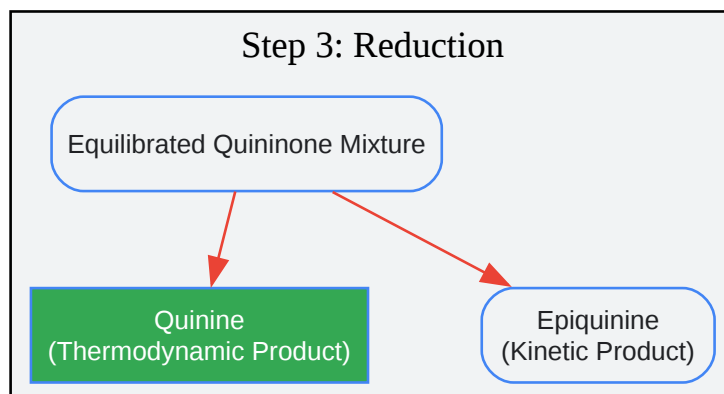 Step 3: Reduction
Equilibrated Quininone Mixture
Quinine
(Thermodynamic Product)
Epiquinine
(Kinetic Product)